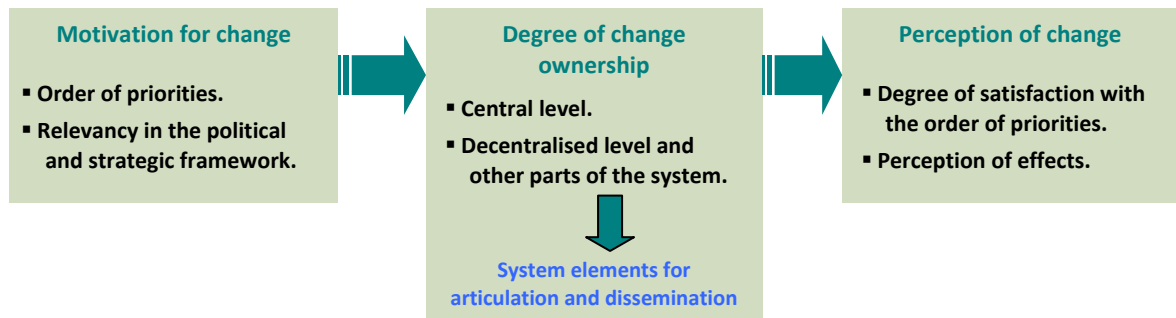 Motivation for change
▪ Order of priorities.
▪ Relevancy in the political
and strategic framework.
Degree of change
ownership
▪ Central level.
▪ Decentralised level and
other parts of the system.
System elements for
articulation and dissemination
Perception of change
▪ Degree of satisfaction with
the order of priorities.
▪ Perception of effects.